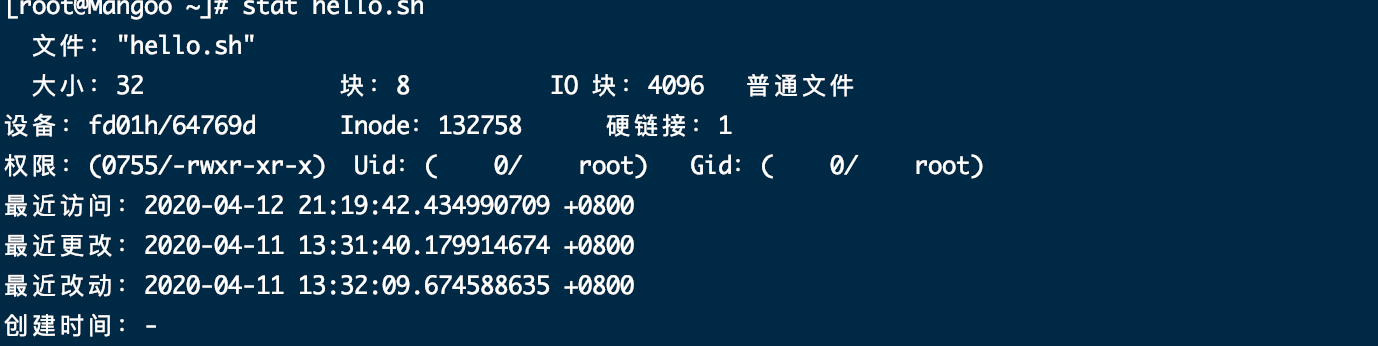 [root@Mangoo ~]# stat hello.sh
文件："hello.sh"
大小：32 块：8 IO 块：4096 普通文件
设备：fd01h/64769d Inode：132758 硬链接：1
权限：(0755/-rwxr-xr-x) Uid：( 0/ root) Gid：( 0/ root)
最近访问：2020-04-12 21:19:42.434990709 +0800
最近更改：2020-04-11 13:31:40.179914674 +0800
最近改动：2020-04-11 13:32:09.674588635 +0800
创建时间：-